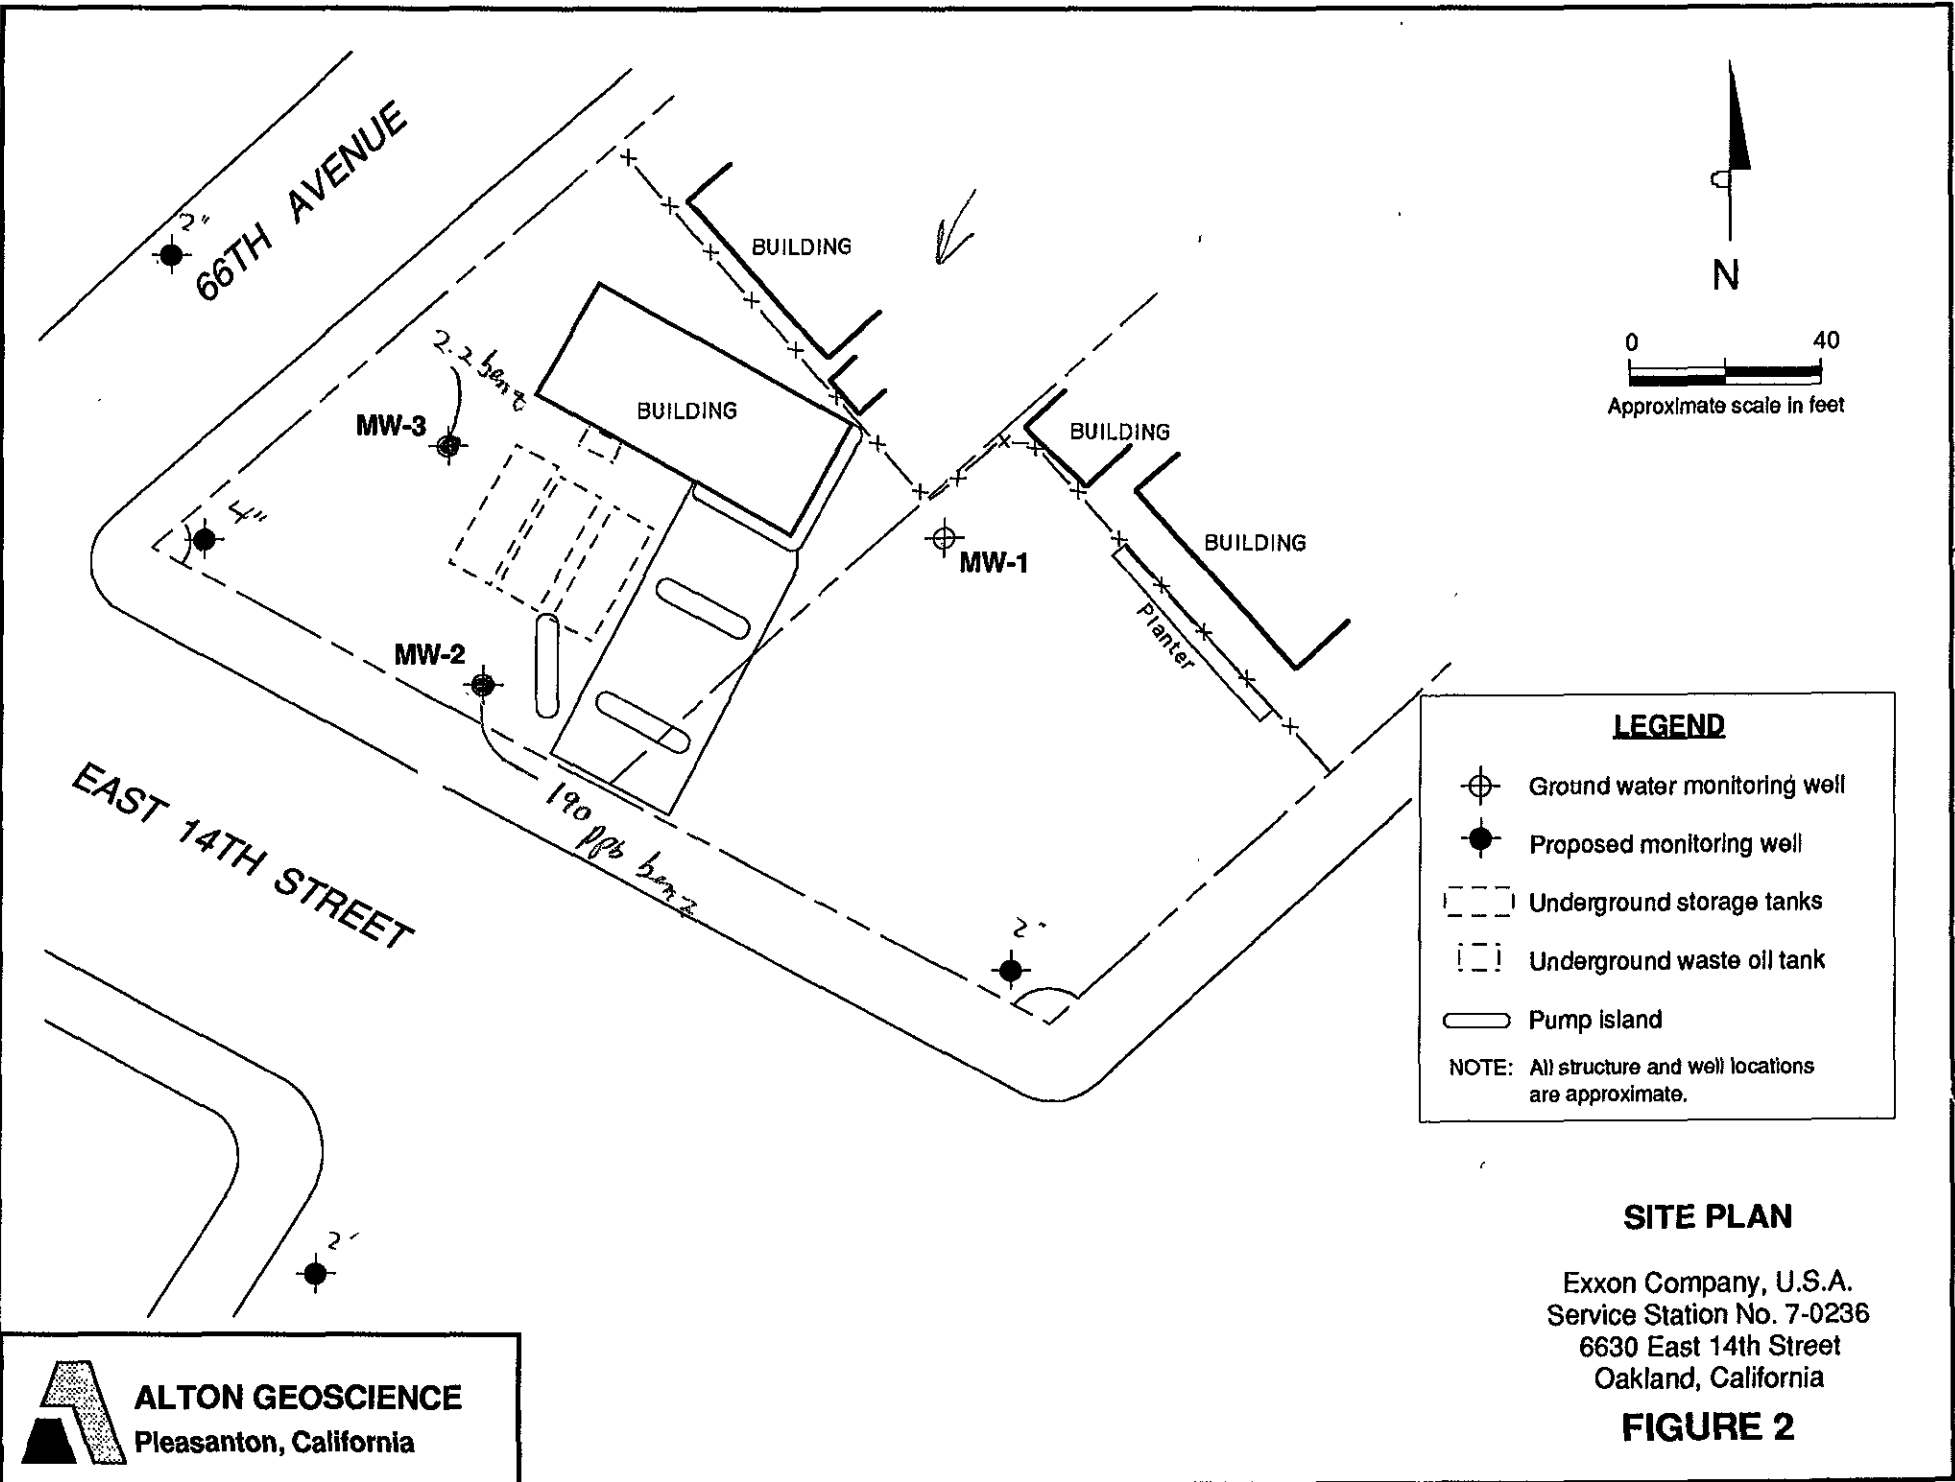 66TH AVENUE
2"
BUILDING
N
0 40
Approximate scale in feet
2.2 benz
MW-3
BUILDING
BUILDING
BUILDING
4"
MW-1
Planter
MW-2
190
ppb benz
EAST 14TH STREET
2"
LEGEND
Ground water monitoring well
Proposed monitoring well
Underground storage tanks
Underground waste oil tank
Pump island
NOTE: All structure and well locations
are approximate.
2'
SITE PLAN
Exxon Company, U.S.A.
Service Station No. 7-0236
6630 East 14th Street
Oakland, California
FIGURE 2
ALTON GEOSCIENCE
Pleasanton, California